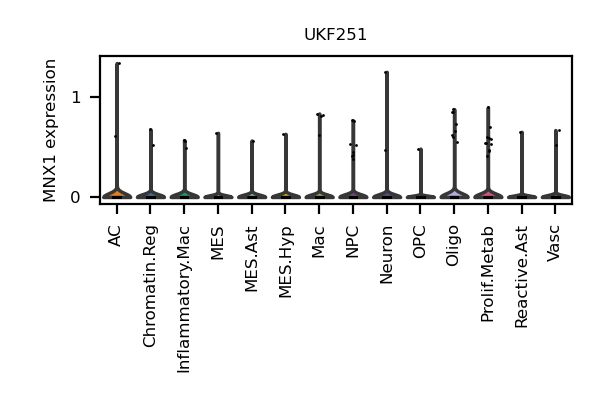 UKF251
MNX1 expression
1
0
AC
Chromatin.Reg
Inflammatory.Mac
MES
MES.Ast
MES.Hyp
Mac
NPC
Neuron
OPC
Oligo
Prolif.Metab
Reactive.Ast
Vasc